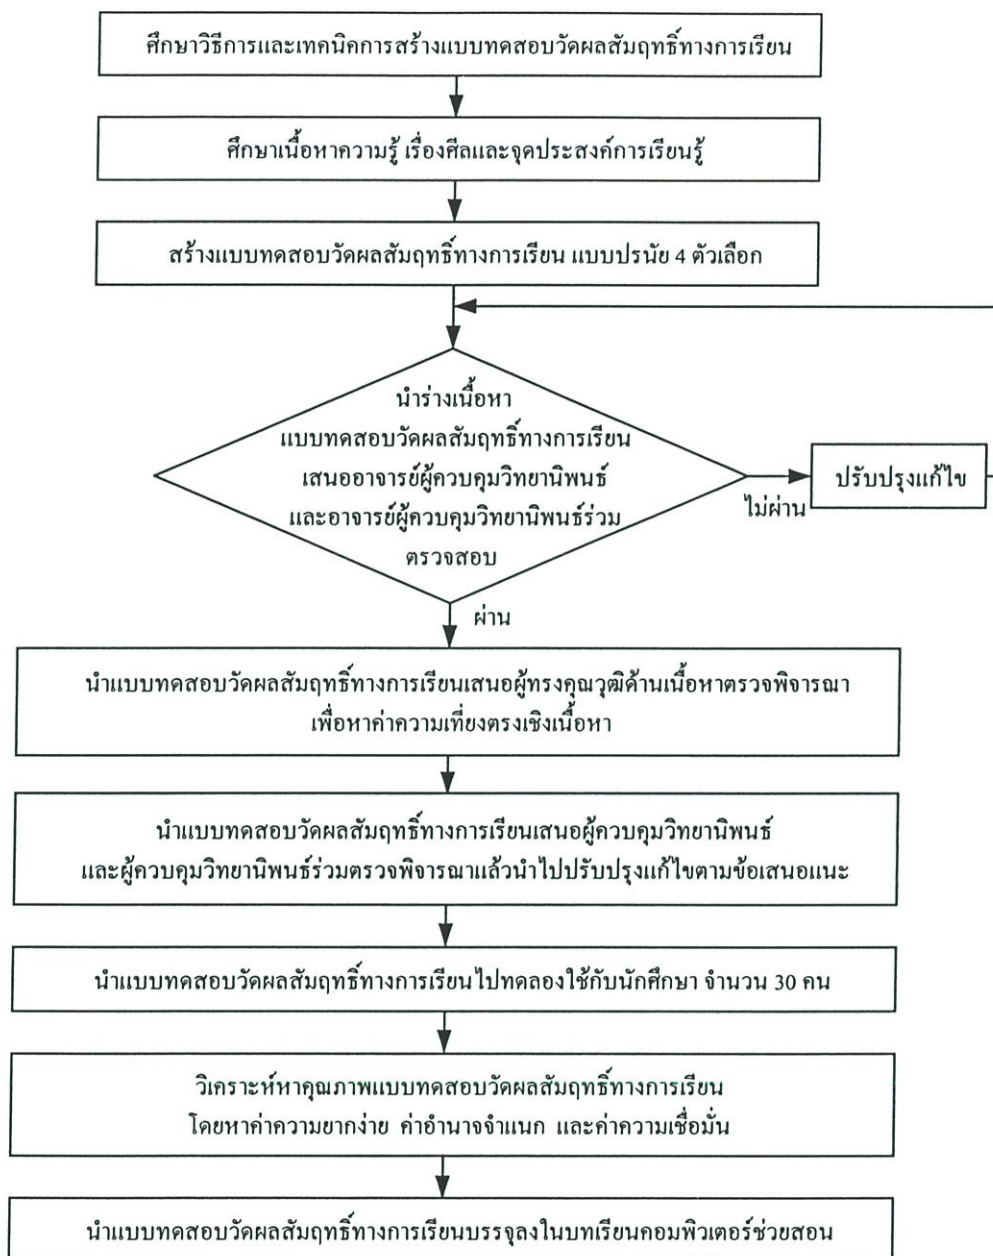 ศึกษาวิธีการและเทคนิคการสร้างแบบทดสอบวัดผลสัมฤทธิ์ทางการเรียน
ศึกษาเนื้อหาความรู้ เรื่องศีลและจุดประสงค์การเรียนรู้
สร้างแบบทดสอบวัดผลสัมฤทธิ์ทางการเรียน แบบปรนัย 4 ตัวเลือก
นำร่างเนื้อหา
แบบทดสอบวัดผลสัมฤทธิ์ทางการเรียน
เสนออาจารย์ผู้ควบคุมวิทยานิพนธ์
และอาจารย์ผู้ควบคุมวิทยานิพนธ์ร่วม
ตรวจสอบ
ไม่ผ่าน
ปรับปรุงแก้ไข
ผ่าน
นำแบบทดสอบวัดผลสัมฤทธิ์ทางการเรียนเสนอผู้ทรงคุณวุฒิด้านเนื้อหาตรวจพิจารณา
เพื่อหาค่าความเที่ยงตรงเชิงเนื้อหา
นำแบบทดสอบวัดผลสัมฤทธิ์ทางการเรียนเสนอผู้ควบคุมวิทยานิพนธ์
และผู้ควบคุมวิทยานิพนธ์ร่วมตรวจพิจารณาแล้วนำไปปรับปรุงแก้ไขตามข้อเสนอแนะ
นำแบบทดสอบวัดผลสัมฤทธิ์ทางการเรียนไปทดลองใช้กับนักศึกษา จำนวน 30 คน
วิเคราะห์หาคุณภาพแบบทดสอบวัดผลสัมฤทธิ์ทางการเรียน
โดยหาค่าความยากง่าย ค่าอำนาจจำแนก และค่าความเชื่อมั่น
นำแบบทดสอบวัดผลสัมฤทธิ์ทางการเรียนบรรจุลงในบทเรียนคอมพิวเตอร์ช่วยสอน